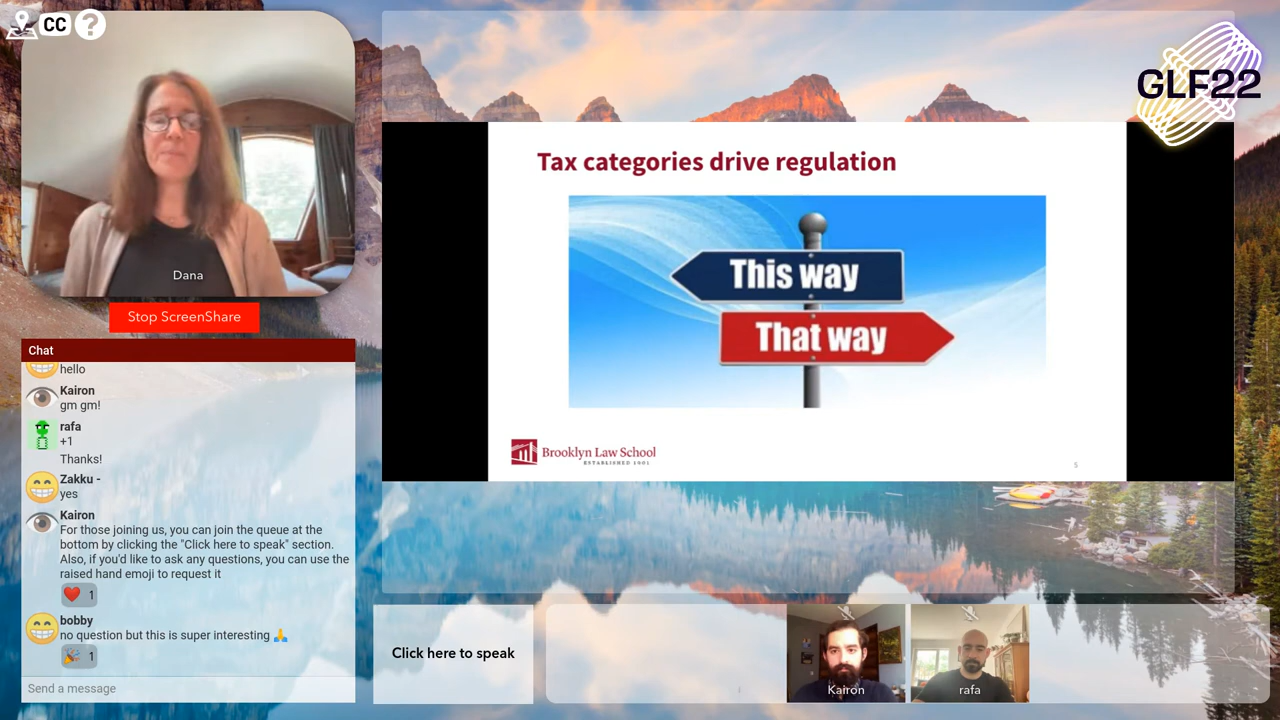 CC
?
Dana
Stop ScreenShare
Chat
hello
Kairon
gm gm!
rafa
+1
Thanks!
Zakku -
yes
Kairon
For those joining us, you can join the queue at the
bottom by clicking the "Click here to speak" section.
Also, if you'd like to ask any questions, you can use the
raised hand emoji to request it
1
bobby
no question but this is super interesting 🙏
1
Send a message
GLF22
Tax categories drive regulation
This way
That way
Brooklyn Law School
ESTABLISHED 1901
5
Click here to speak
Kairon
rafa